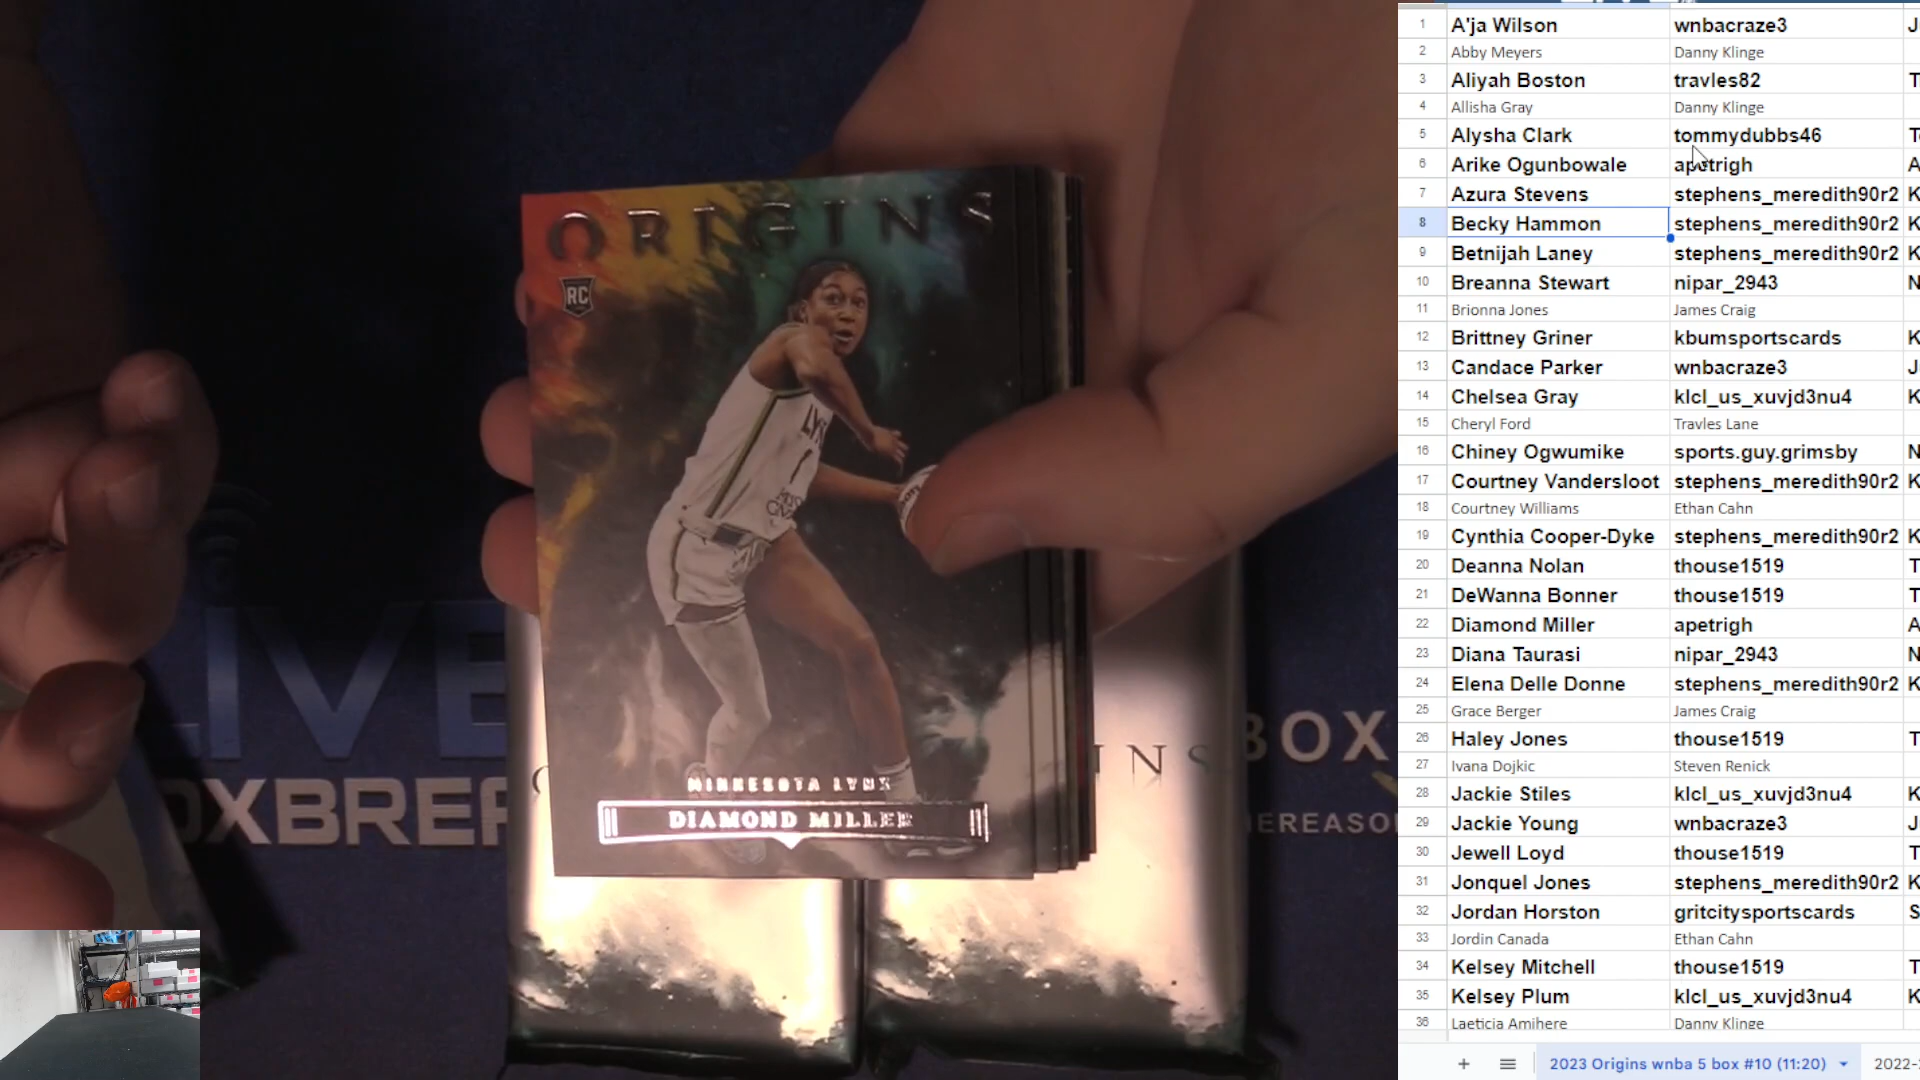 ORIGINS
RC
LYN
MINNESOTA LYNX
DIAMOND MILLER
LIVE
BOX
INS
OXBRE
1 A'ja Wilson wnbacraze3 J
2 Abby Meyers Danny Klinge
3 Aliyah Boston travles82 T
4 Allisha Gray Danny Klinge
5 Alysha Clark tommydubbs46 T
6 Arike Ogunbowale apetrigh A
7 Azura Stevens stephens_meredith90r2 K
8 Becky Hammon stephens_meredith90r2 K
9 Betnijah Laney stephens_meredith90r2 K
10 Breanna Stewart nipar_2943 N
11 Brionna Jones James Craig
12 Brittney Griner kbumsportscards K
13 Candace Parker wnbacraze3 J
14 Chelsea Gray klcl_us_xuvjd3nu4 K
15 Cheryl Ford Travles Lane
16 Chiney Ogwumike sports.guy.grimsby N
17 Courtney Vandersloot stephens_meredith90r2 K
18 Courtney Williams Ethan Cahn
19 Cynthia Cooper-Dyke stephens_meredith90r2 K
20 Deanna Nolan thouse1519 T
21 DeWanna Bonner thouse1519 T
22 Diamond Miller apetrigh A
23 Diana Taurasi nipar_2943 N
24 Elena Delle Donne stephens_meredith90r2 K
25 Grace Berger James Craig
26 Haley Jones thouse1519 T
27 Ivana Dojkic Steven Renick
28 Jackie Stiles klcl_us_xuvjd3nu4 K
29 Jackie Young wnbacraze3 J
30 Jewell Loyd thouse1519 T
31 Jonquel Jones stephens_meredith90r2 K
32 Jordan Horston gritcitysportscards S
33 Jordin Canada Ethan Cahn
34 Kelsey Mitchell thouse1519 T
35 Kelsey Plum klcl_us_xuvjd3nu4 K
36 Laeticia Amihere Danny Klinge
2023 Origins wnba 5 box #10 (11:20) 2022-